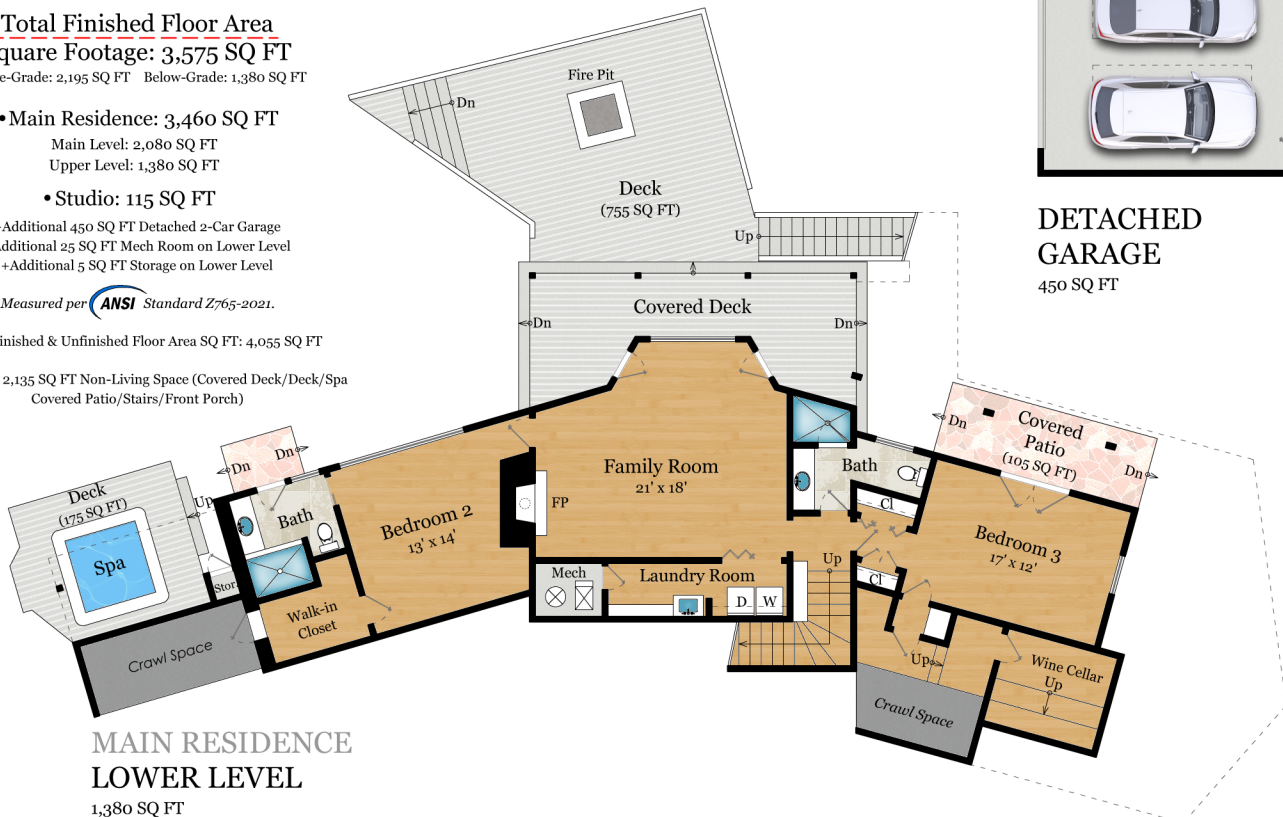 Total Finished Floor Area
quare Footage: 3,575 SQ FT
e-Grade: 2,195 SQ FT Below-Grade: 1,380 SQ FT
• Main Residence: 3,460 SQ FT
Main Level: 2,080 SQ FT
Upper Level: 1,380 SQ FT
• Studio: 115 SQ FT
Additional 450 SQ FT Detached 2-Car Garage
dditional 25 SQ FT Mech Room on Lower Level
+Additional 5 SQ FT Storage on Lower Level
Measured per ANSI Standard Z765-2021.
inished & Unfinished Floor Area SQ FT: 4,055 SQ FT
2,135 SQ FT Non-Living Space (Covered Deck/Deck/Spa
Covered Patio/Stairs/Front Porch)
DETACHED
GARAGE
450 SQ FT
Fire Pit
Dn
Deck
(755 SQ FT)
Up
Covered Deck
Dn
Dn
Family Room
21' x 18'
FP
Bath
Cl
Cl
Covered
Patio
(105 SQ FT)
Dn
Dn
Bedroom 3
17' x 12'
Bedroom 2
13' x 14'
Dn
Dn
Bath
Up
Deck
(175 SQ FT)
Spa
Stor.
Walk-in
Closet
Crawl Space
Mech
Laundry Room
D
W
Up
Up
Wine Cellar
Up
Crawl Space
MAIN RESIDENCE
LOWER LEVEL
1,380 SQ FT